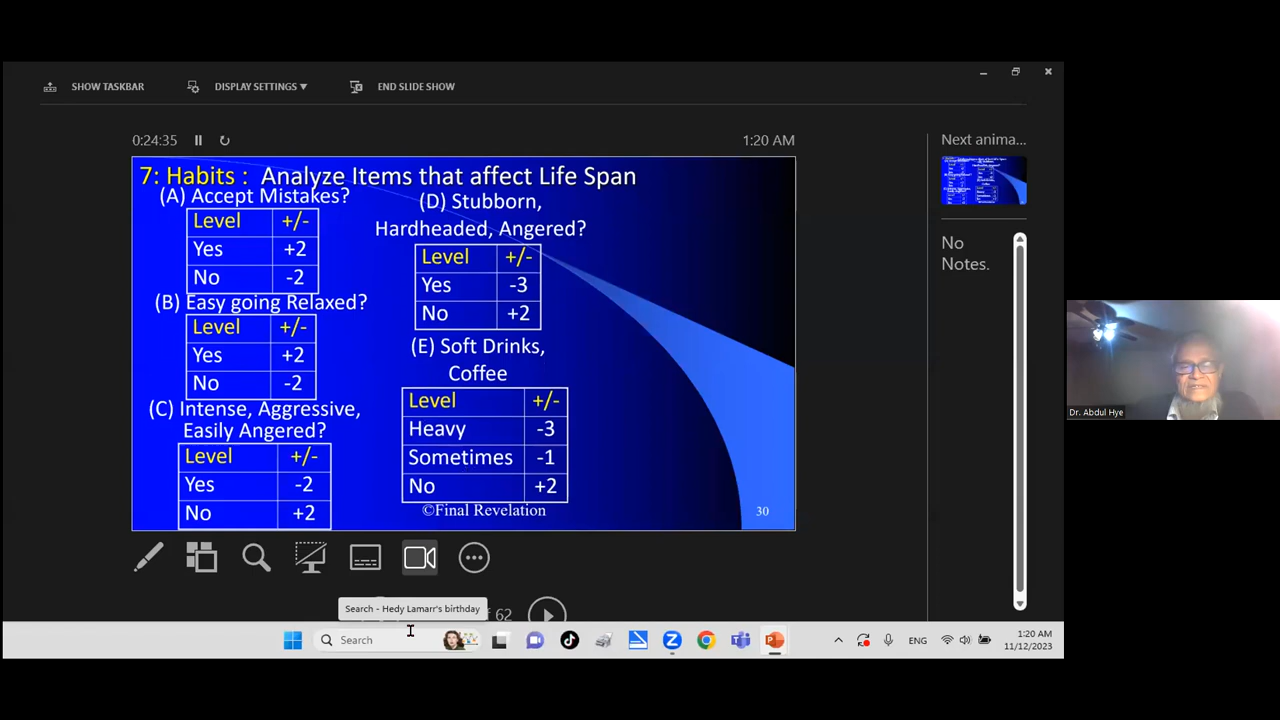 SHOW TASKBAR
DISPLAY SETTINGS ▼
END SLIDE SHOW
0:24:35
1:20 AM
Next anima...
7: Habits : Analyze Items that affect Life Span
(A) Accept Mistakes?
Level +/-
Yes +2
No -2
(B) Easy going Relaxed?
Level +/-
Yes +2
No -2
(C) Intense, Aggressive,
Easily Angered?
Level +/-
Yes -2
No +2
(D) Stubborn,
Hardheaded, Angered?
Level +/-
Yes -3
No +2
(E) Soft Drinks,
Coffee
Level +/-
Heavy -3
Sometimes -1
No +2
©Final Revelation
30
No
Notes.
Dr. Abdul Hye
Search - Hedy Lamarr's birthday
of 62
Search
ENG
1:20 AM
11/12/2023